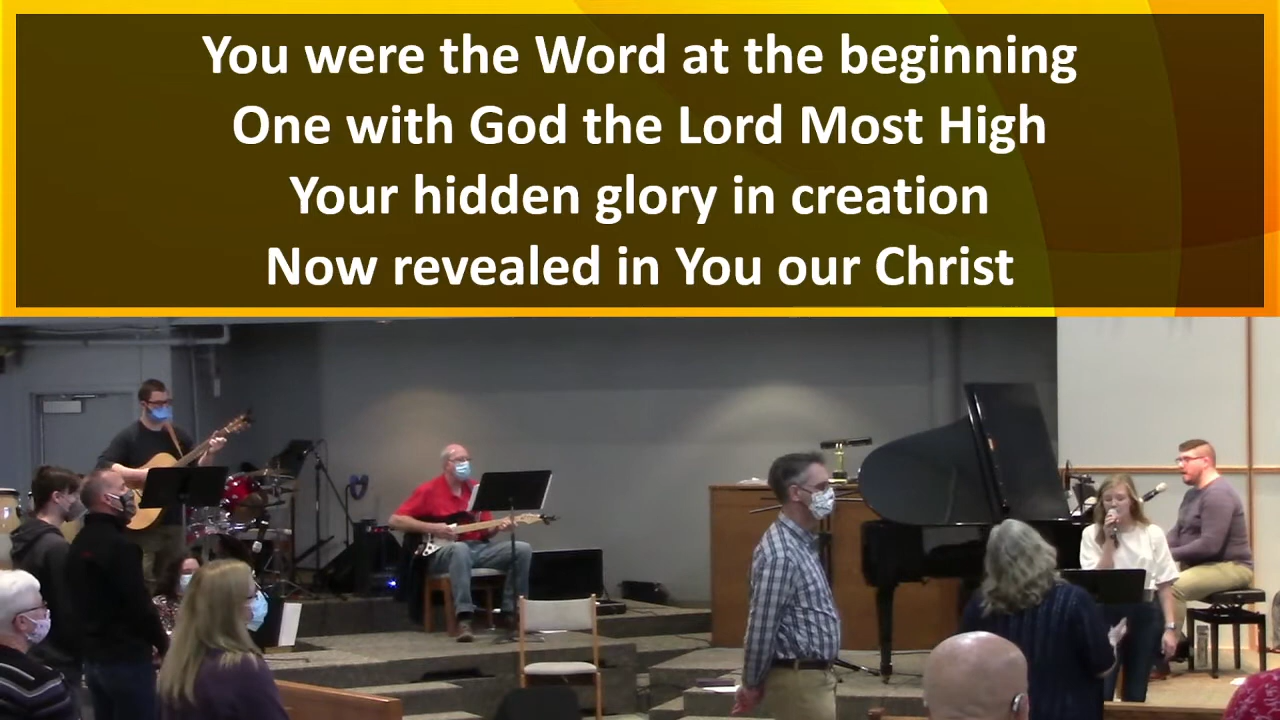 You were the Word at the beginning
One with God the Lord Most High
Your hidden glory in creation
Now revealed in You our Christ